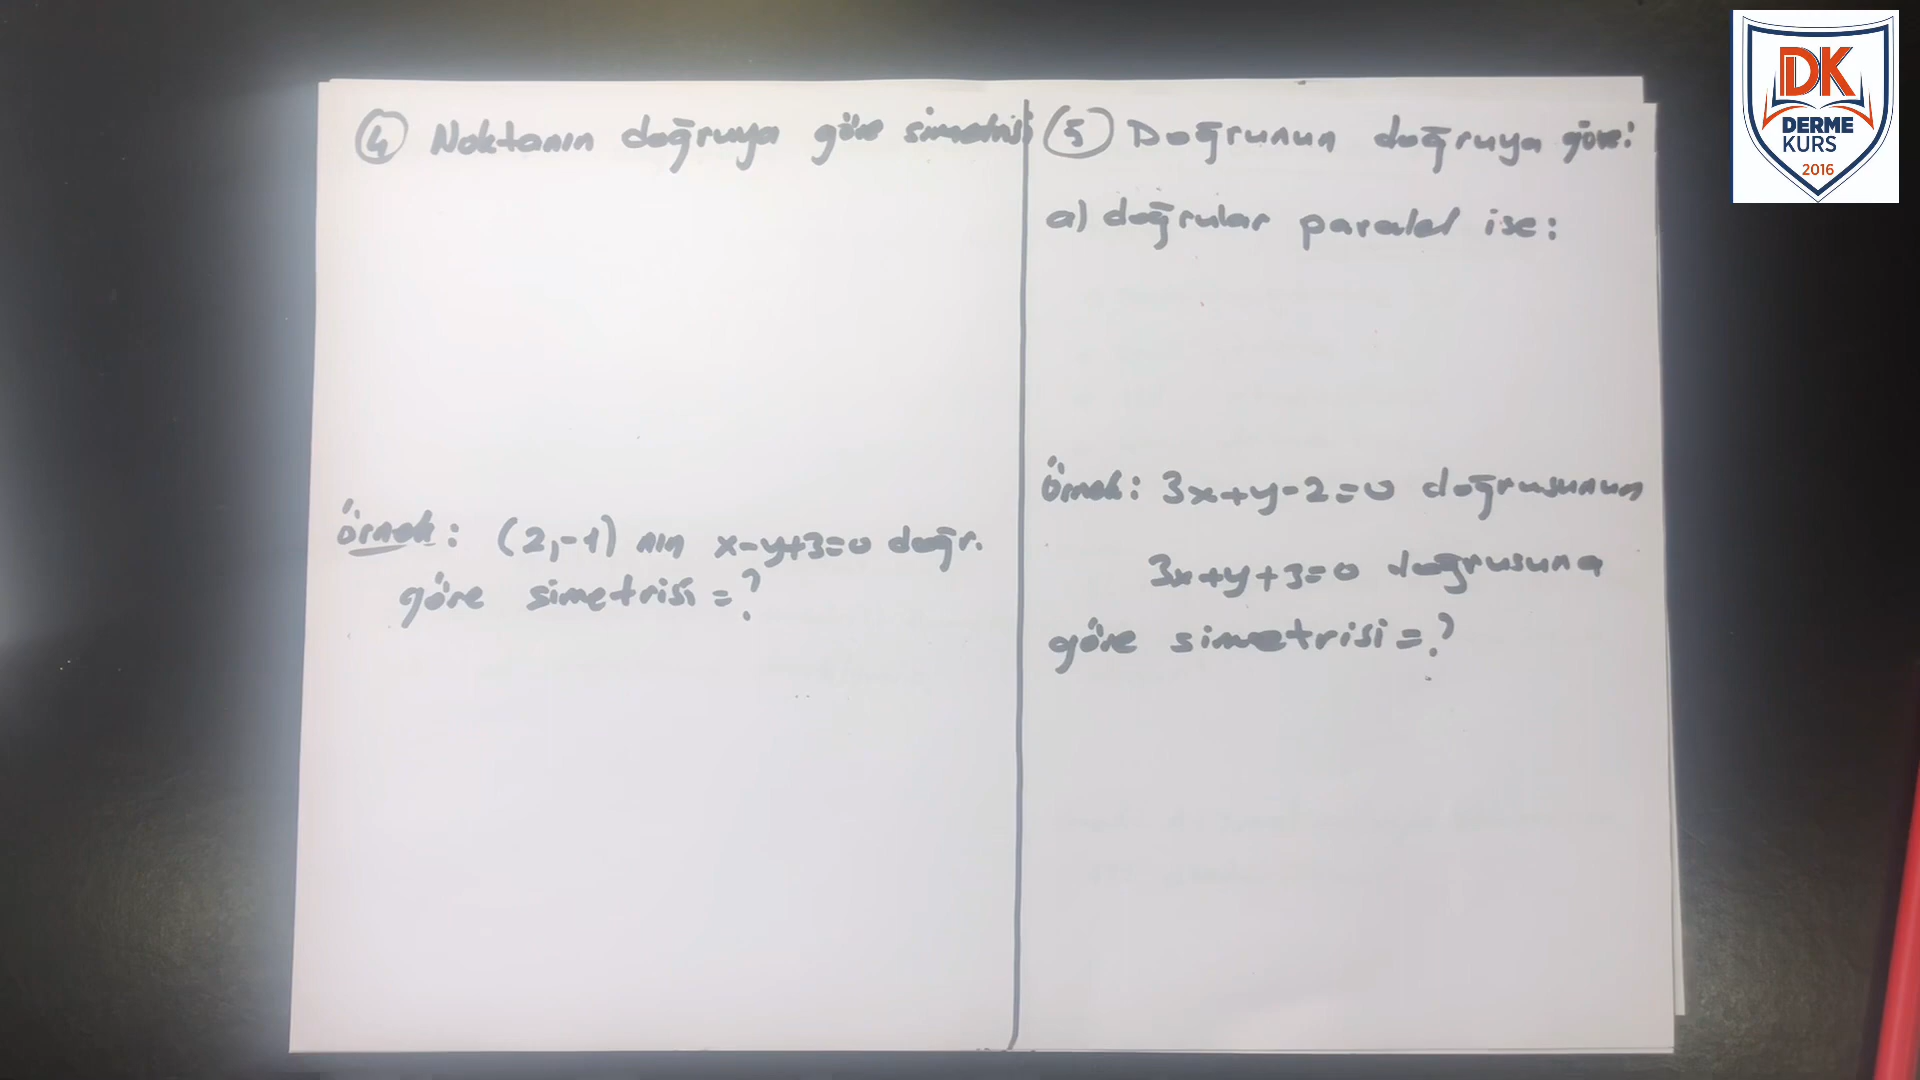 ④ Noktanın doğruya göre simetrisi
Örnek: (2,-1) nin x-y+3=0 doğr.
göre simetrisi=?
⑤ Doğrunun doğruya göre:
a) doğrular paralel ise:
Örnek: 3x+y-2=0 doğrusunun
3x+y+3=0 doğrusuna
göre simetrisi=?
DK
DERME
KURS
2016